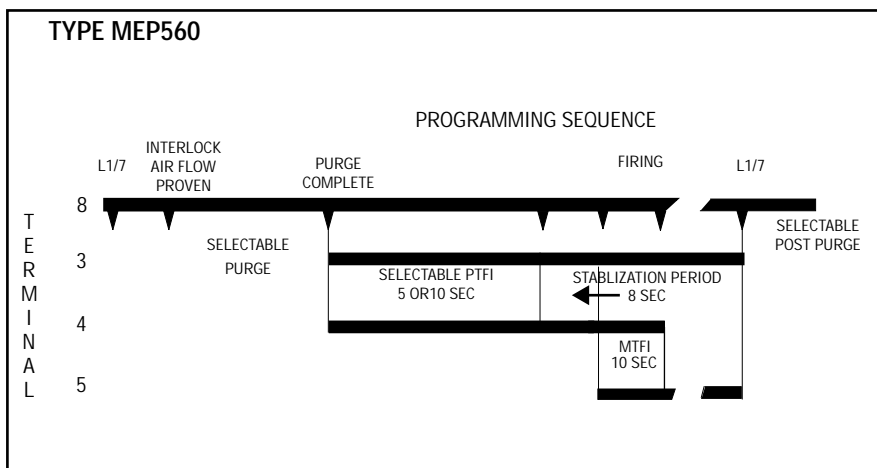 TYPE MEP560
PROGRAMMING SEQUENCE
L1/7
INTERLOCK
AIR FLOW
PROVEN
PURGE
COMPLETE
FIRING
L1/7
TERMINAL
8
SELECTABLE
PURGE
SELECTABLE
POST PURGE
3
SELECTABLE PTFI
5 OR10 SEC
STABLIZATION PERIOD
8 SEC
4
MTFI
10 SEC
5